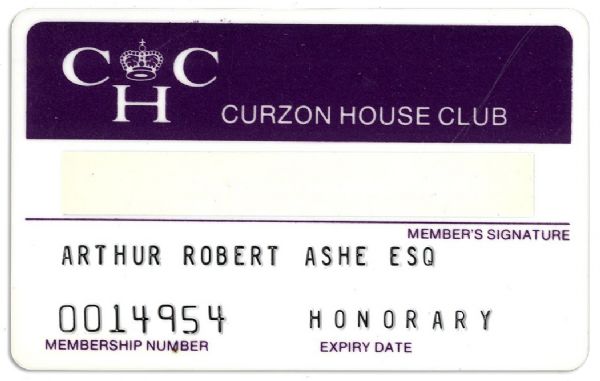 C C
H
CURZON HOUSE CLUB
MEMBER'S SIGNATURE
ARTHUR ROBERT ASHE ESQ
0014954 HONORARY
MEMBERSHIP NUMBER EXPIRY DATE